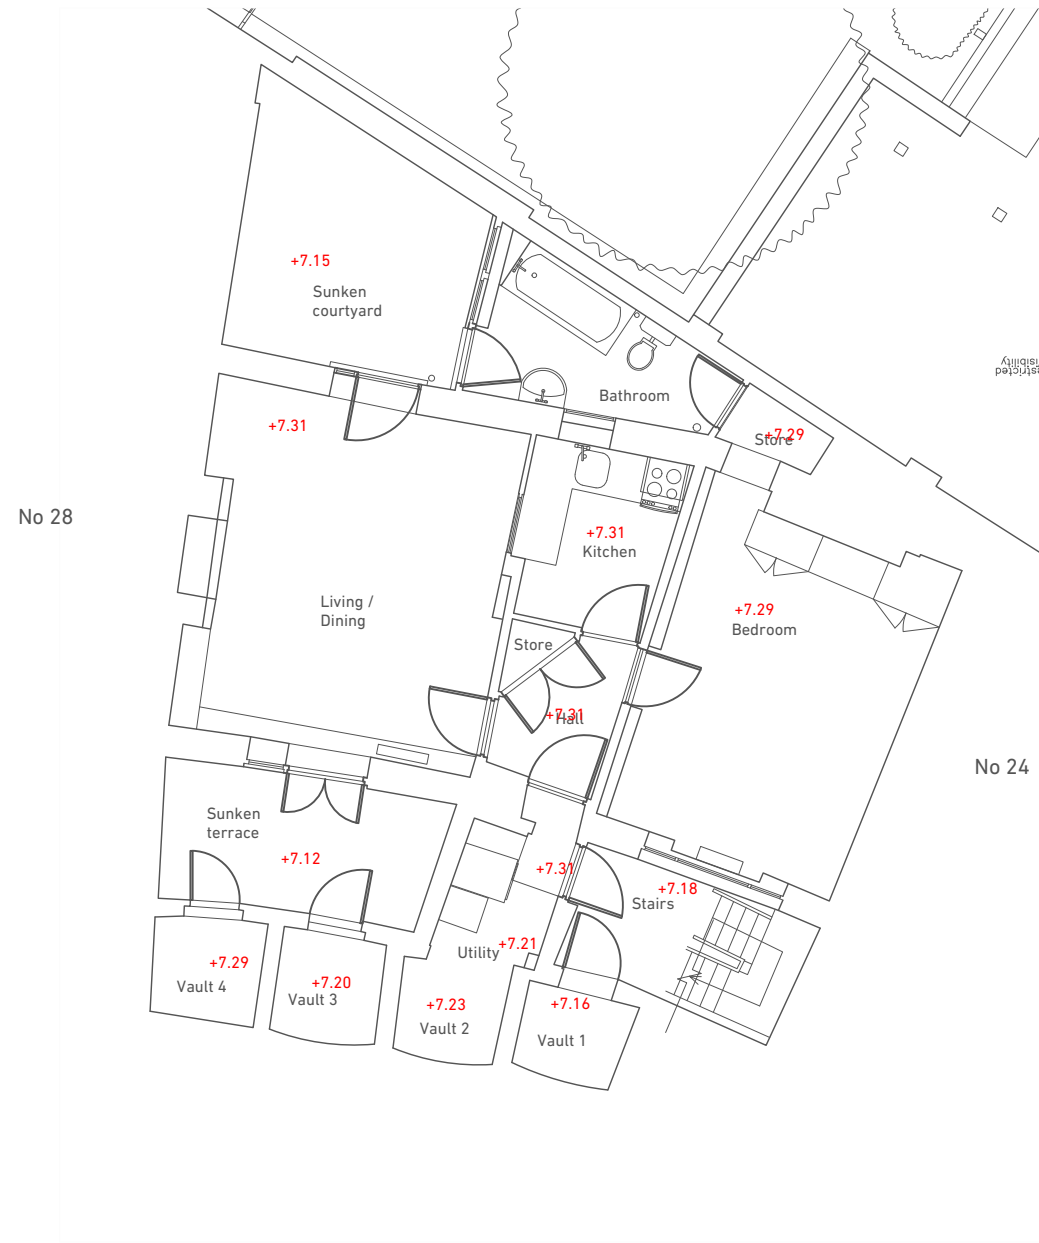 +7.15
Sunken
courtyard
Bathroom
+7.31
+7.29
Store
No 28
+7.31
Kitchen
Living /
Dining
+7.29
Bedroom
Store
+7.31
Hall
No 24
Sunken
terrace
+7.12
+7.31
+7.18
Stairs
Utility
+7.21
+7.29
Vault 4
+7.20
Vault 3
+7.23
Vault 2
+7.16
Vault 1
visibility